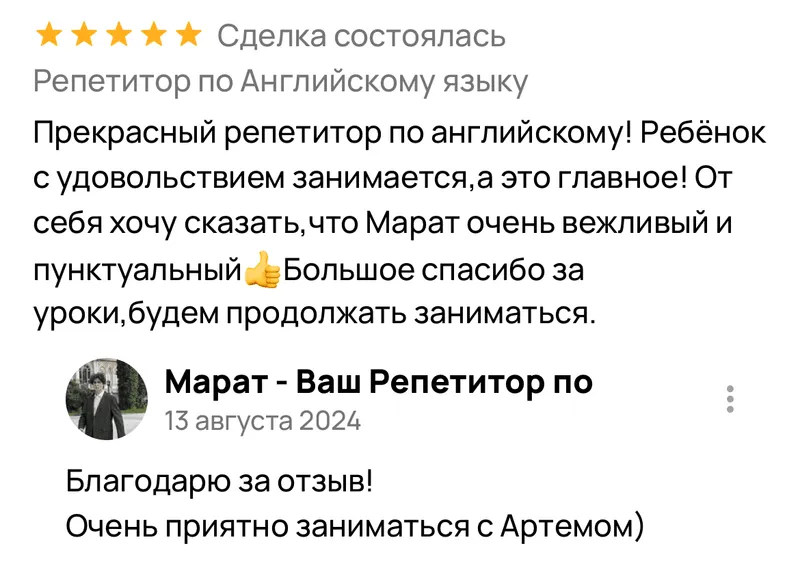 Сделка состоялась
Репетитор по Английскому языку
Прекрасный репетитор по английскому! Ребёнок
с удовольствием занимается,а это главное! От
себя хочу сказать,что Марат очень вежливый и
пунктуальный👍Большое спасибо за
уроки,будем продолжать заниматься.
Марат - Ваш Репетитор по
13 августа 2024
Благодарю за отзыв!
Очень приятно заниматься с Артемом)